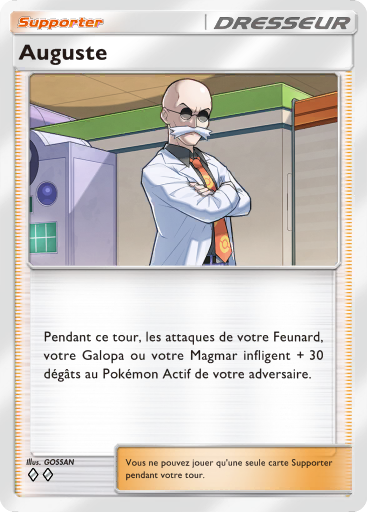 Supporter
DRESSEUR
Auguste
Pendant ce tour, les attaques de votre Feunard,
votre Galopa ou votre Magmar infligent + 30
dégâts au Pokémon Actif de votre adversaire.
Illus. GOSSAN
Vous ne pouvez jouer qu'une seule carte Supporter
pendant votre tour.